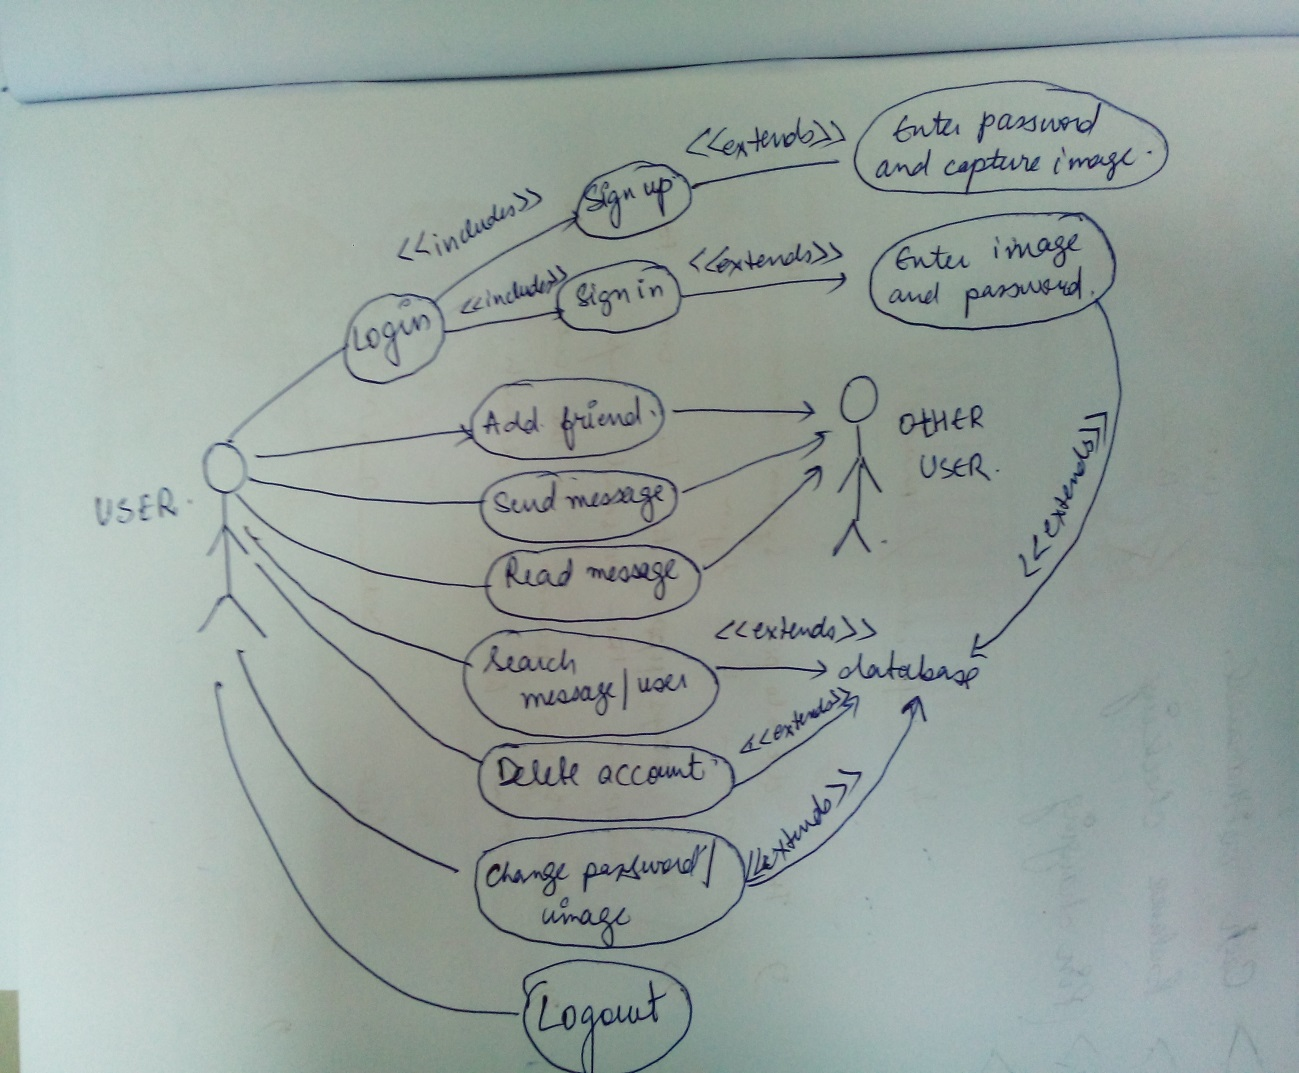 <<extends>>
Enter password
and capture image.
Sign up
<<includes>>
<<extends>>
Enter image
and password.
<<includes>>
Sign in
Login
Add friend.
OTHER
USER.
<<extends>>
USER.
Send message
Read message
<<extends>>
Search
message/user
database
<<extends>>
Delete account
<<extends>>
Change password/
image
Logout